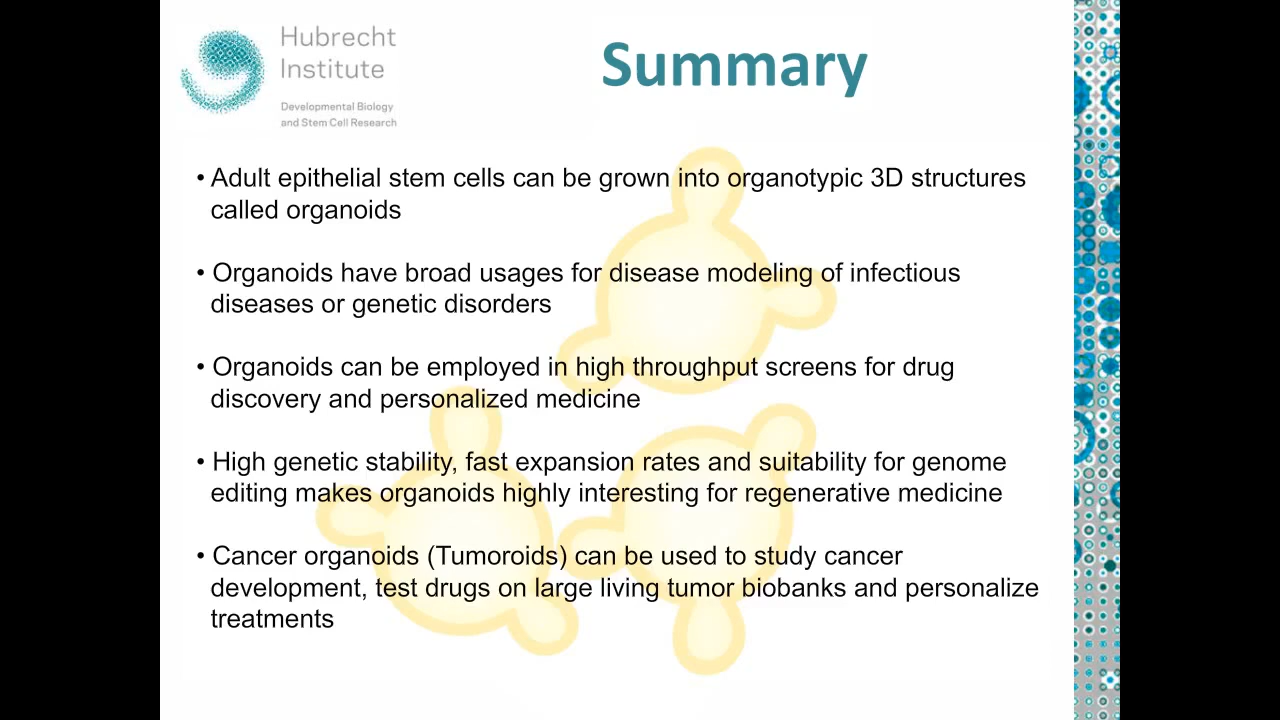 Hubrecht
Institute
Developmental Biology
and Stem Cell Research
Summary
• Adult epithelial stem cells can be grown into organotypic 3D structures
called organoids
• Organoids have broad usages for disease modeling of infectious
diseases or genetic disorders
• Organoids can be employed in high throughput screens for drug
discovery and personalized medicine
• High genetic stability, fast expansion rates and suitability for genome
editing makes organoids highly interesting for regenerative medicine
• Cancer organoids (Tumoroids) can be used to study cancer
development, test drugs on large living tumor biobanks and personalize
treatments